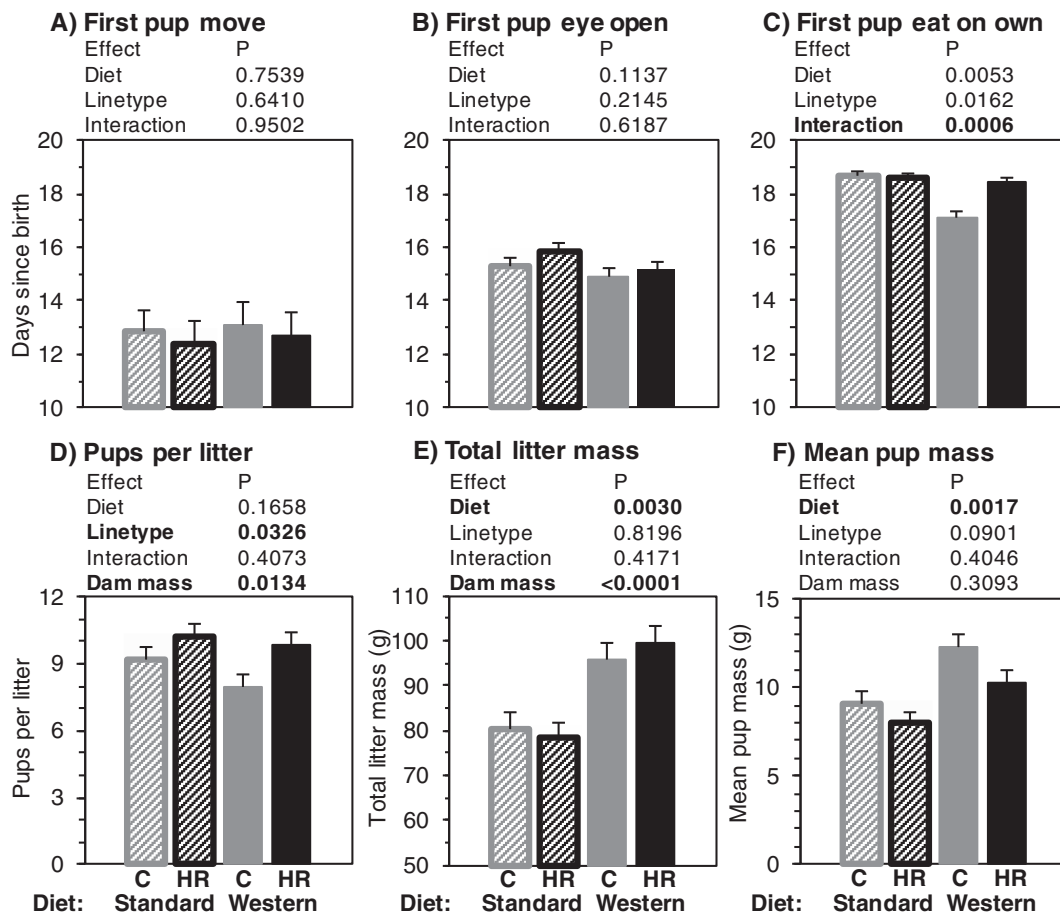 A) First pup move
Effect P
Diet 0.7539
Linetype 0.6410
Interaction 0.9502
20
18
16
14
12
10
Days since birth
B) First pup eye open
Effect P
Diet 0.1137
Linetype 0.2145
Interaction 0.6187
20
18
16
14
12
10
C) First pup eat on own
Effect P
Diet 0.0053
Linetype 0.0162
Interaction 0.0006
20
18
16
14
12
10
D) Pups per litter
Effect P
Diet 0.1658
Linetype 0.0326
Interaction 0.4073
Dam mass 0.0134
12
9
6
3
0
Pups per litter
C HR C HR
Diet: Standard Western
E) Total litter mass
Effect P
Diet 0.0030
Linetype 0.8196
Interaction 0.4171
Dam mass <0.0001
110
100
90
80
70
60
50
Total litter mass (g)
C HR C HR
Diet: Standard Western
F) Mean pup mass
Effect P
Diet 0.0017
Linetype 0.0901
Interaction 0.4046
Dam mass 0.3093
15
10
5
0
Mean pup mass (g)
C HR C HR
Diet: Standard Western